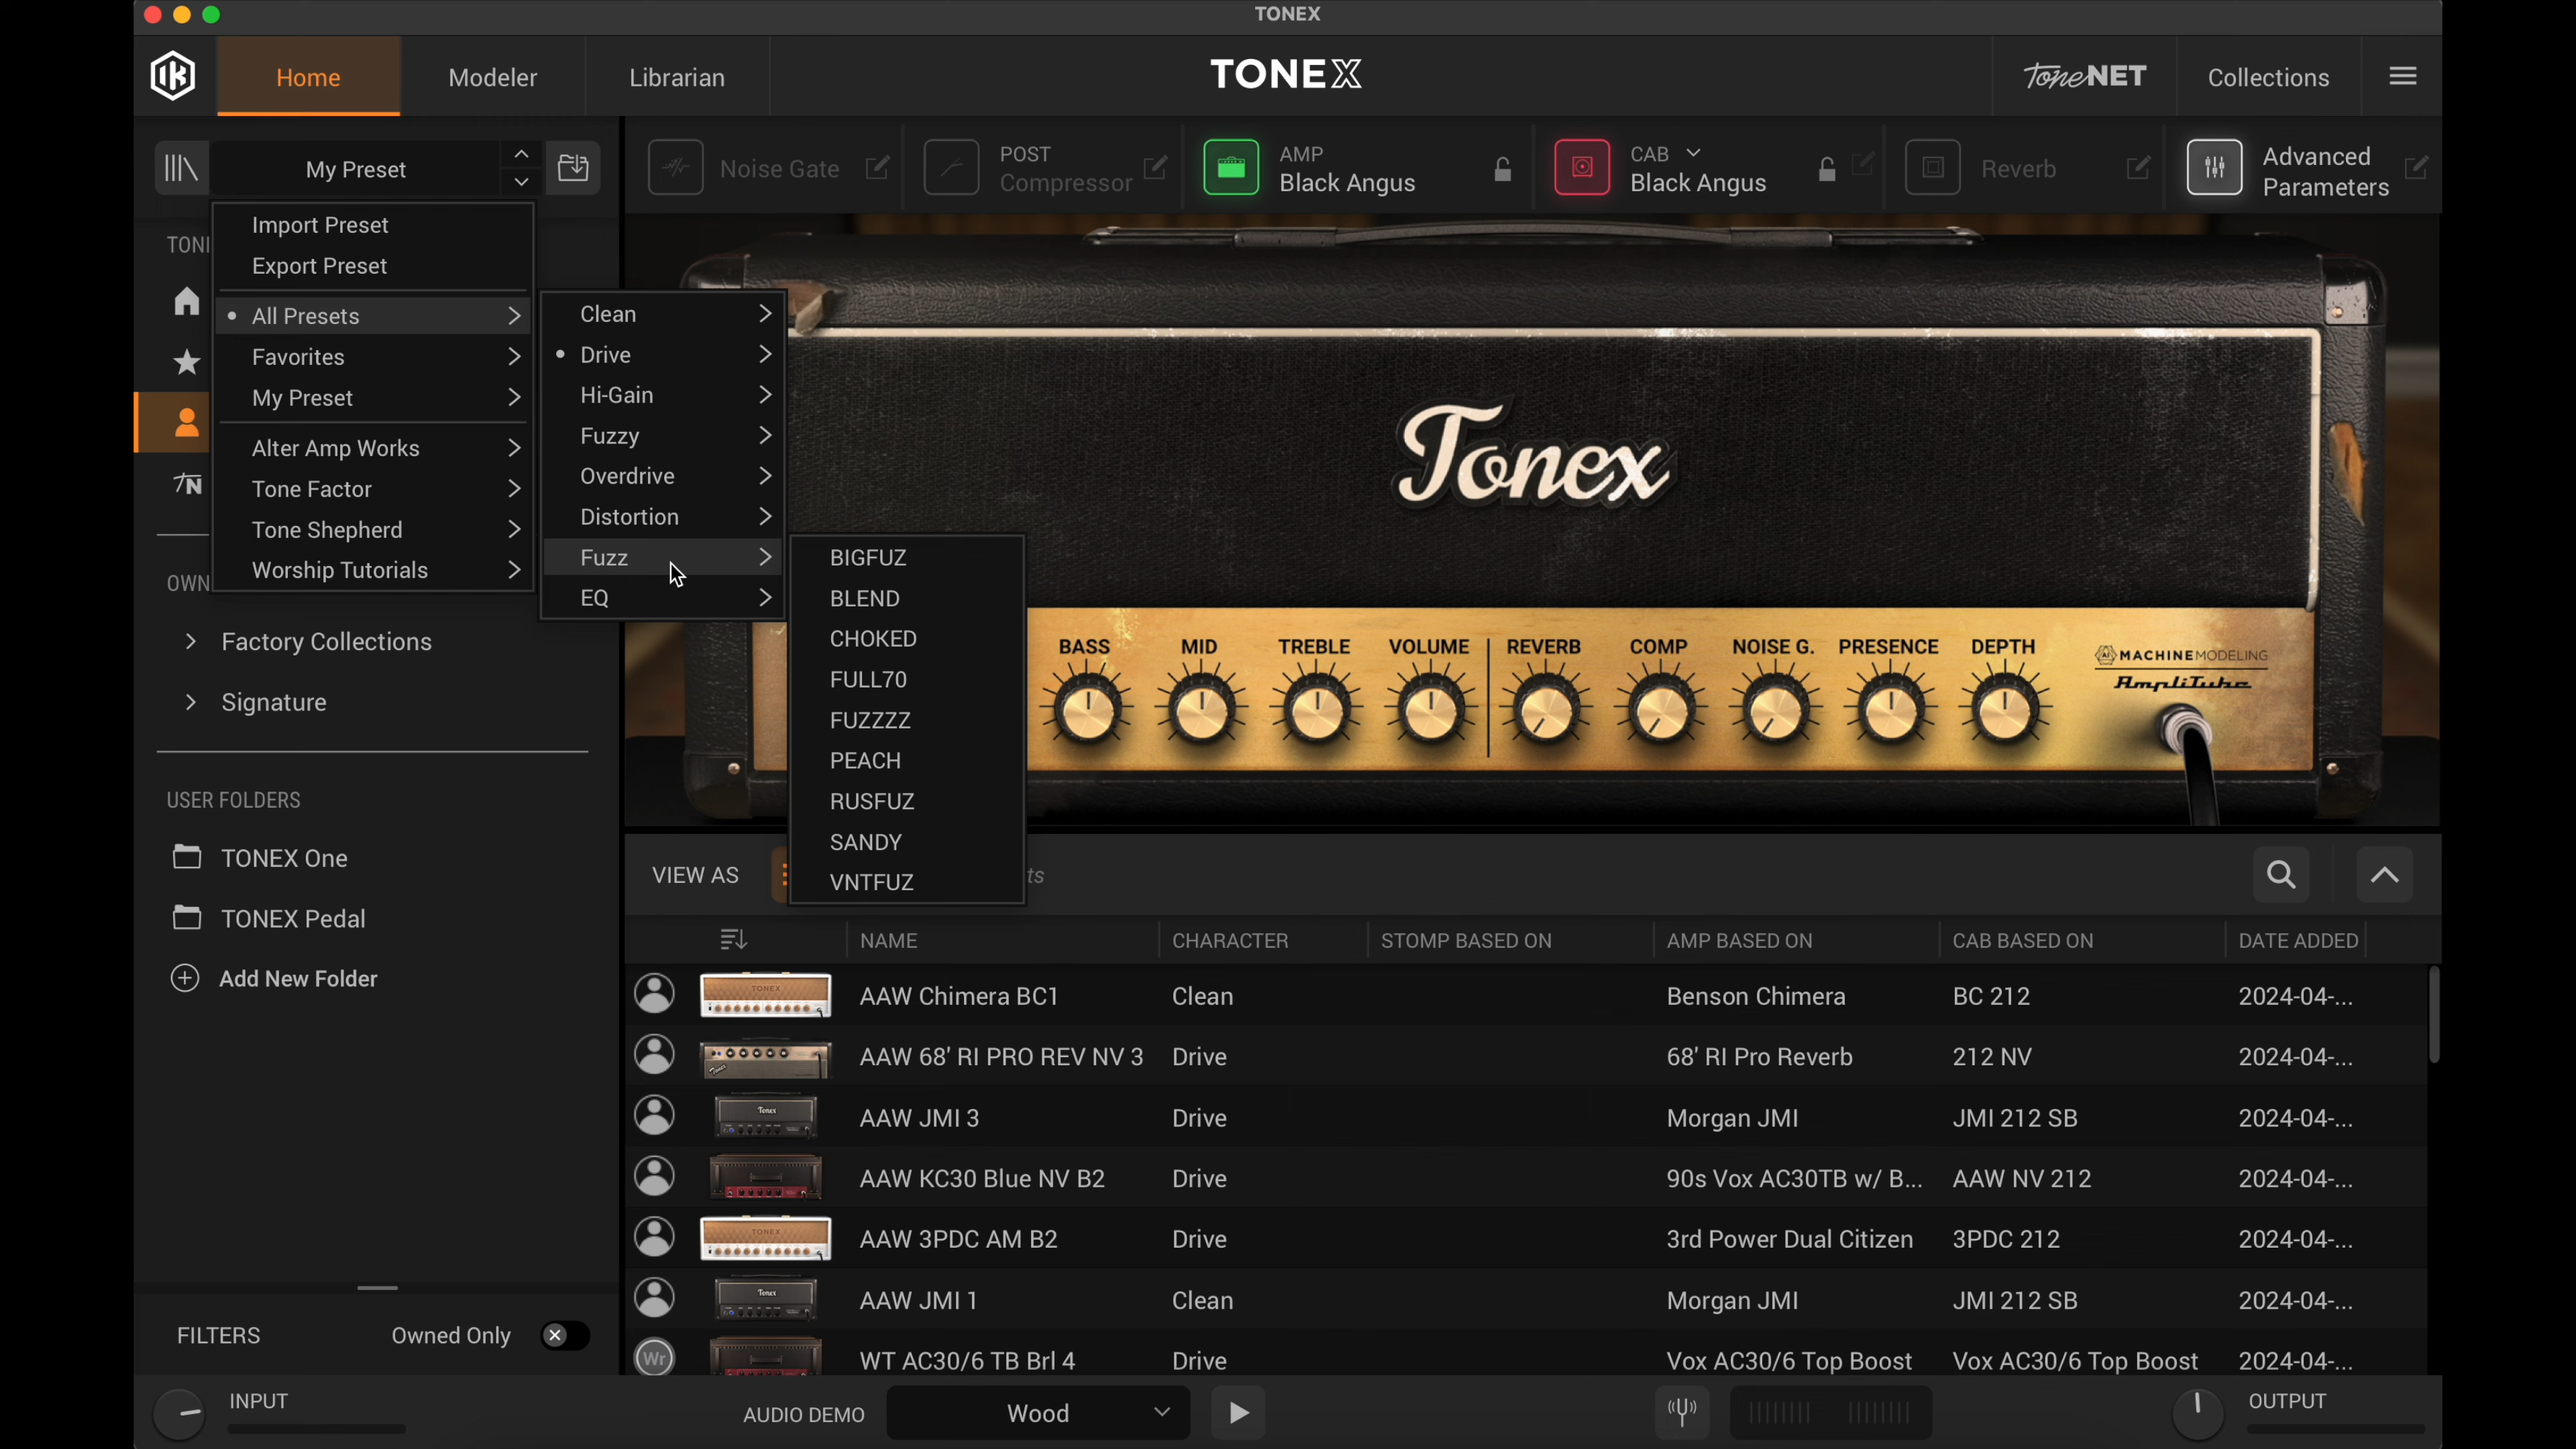 TONEX
Home
Modeler
Librarian
TONEX
ToneNET
Collections
My Preset
Noise Gate
POST
Compressor
AMP
Black Angus
CAB
Black Angus
Reverb
Advanced
Parameters
Import Preset
Export Preset
All Presets
Favorites
My Preset
Alter Amp Works
Tone Factor
Tone Shepherd
Worship Tutorials
Clean
Drive
Hi-Gain
Fuzzy
Overdrive
Distortion
Fuzz
EQ
BIGFUZ
BLEND
CHOKED
FULL70
FUZZZZ
PEACH
RUSFUZ
SANDY
VNTFUZ
TONE
OWN
Factory Collections
Signature
USER FOLDERS
TONEX One
TONEX Pedal
Add New Folder
FILTERS
Owned Only
Tonex
BASS MID TREBLE VOLUME REVERB COMP NOISE G. PRESENCE DEPTH
MACHINE MODELING
AmpliTube
VIEW AS
ts
NAME CHARACTER STOMP BASED ON AMP BASED ON CAB BASED ON DATE ADDED
AAW Chimera BC1 Clean Benson Chimera BC 212 2024-04-...
AAW 68' RI PRO REV NV 3 Drive 68' RI Pro Reverb 212 NV 2024-04-...
AAW JMI 3 Drive Morgan JMI JMI 212 SB 2024-04-...
AAW KC30 Blue NV B2 Drive 90s Vox AC30TB w/ B... AAW NV 212 2024-04-...
AAW 3PDC AM B2 Drive 3rd Power Dual Citizen 3PDC 212 2024-04-...
AAW JMI 1 Clean Morgan JMI JMI 212 SB 2024-04-...
Wr WT AC30/6 TB Brl 4 Drive Vox AC30/6 Top Boost Vox AC30/6 Top Boost 2024-04-...
INPUT
AUDIO DEMO
Wood
OUTPUT